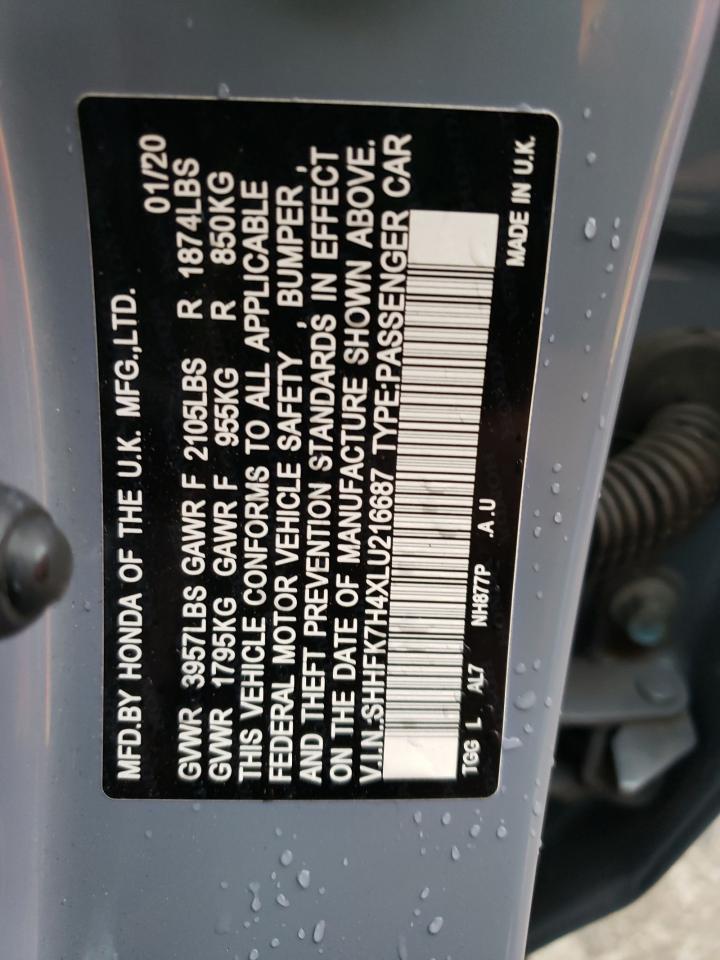 MFD.BY HONDA OF THE U.K. MFG.,LTD. 01/20
GVWR 3957LBS GAWR F 2105LBS R 1874LBS
GVWR 1795KG GAWR F 955KG R 850KG
THIS VEHICLE CONFORMS TO ALL APPLICABLE
FEDERAL MOTOR VEHICLE SAFETY , BUMPER ,
AND THEFT PREVENTION STANDARDS IN EFFECT
ON THE DATE OF MANUFACTURE SHOWN ABOVE.
V.I.N.:SHHFK7H4XLU216687 TYPE:PASSENGER CAR
TGG L AL7 NH877P .A.U MADE IN U.K.